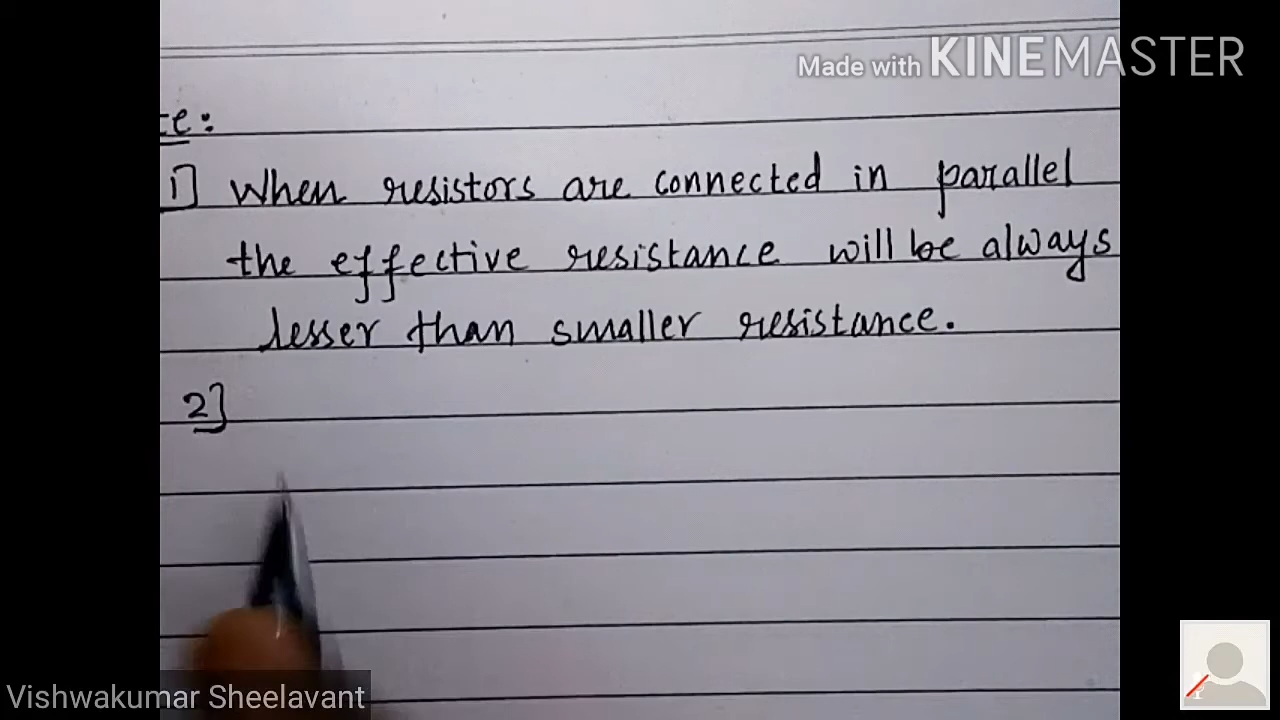 Made with KINEMASTER
te:
1] When resistors are connected in parallel
the effective resistance will be always
lesser than smaller resistance.
2]
Vishwakumar Sheelavant